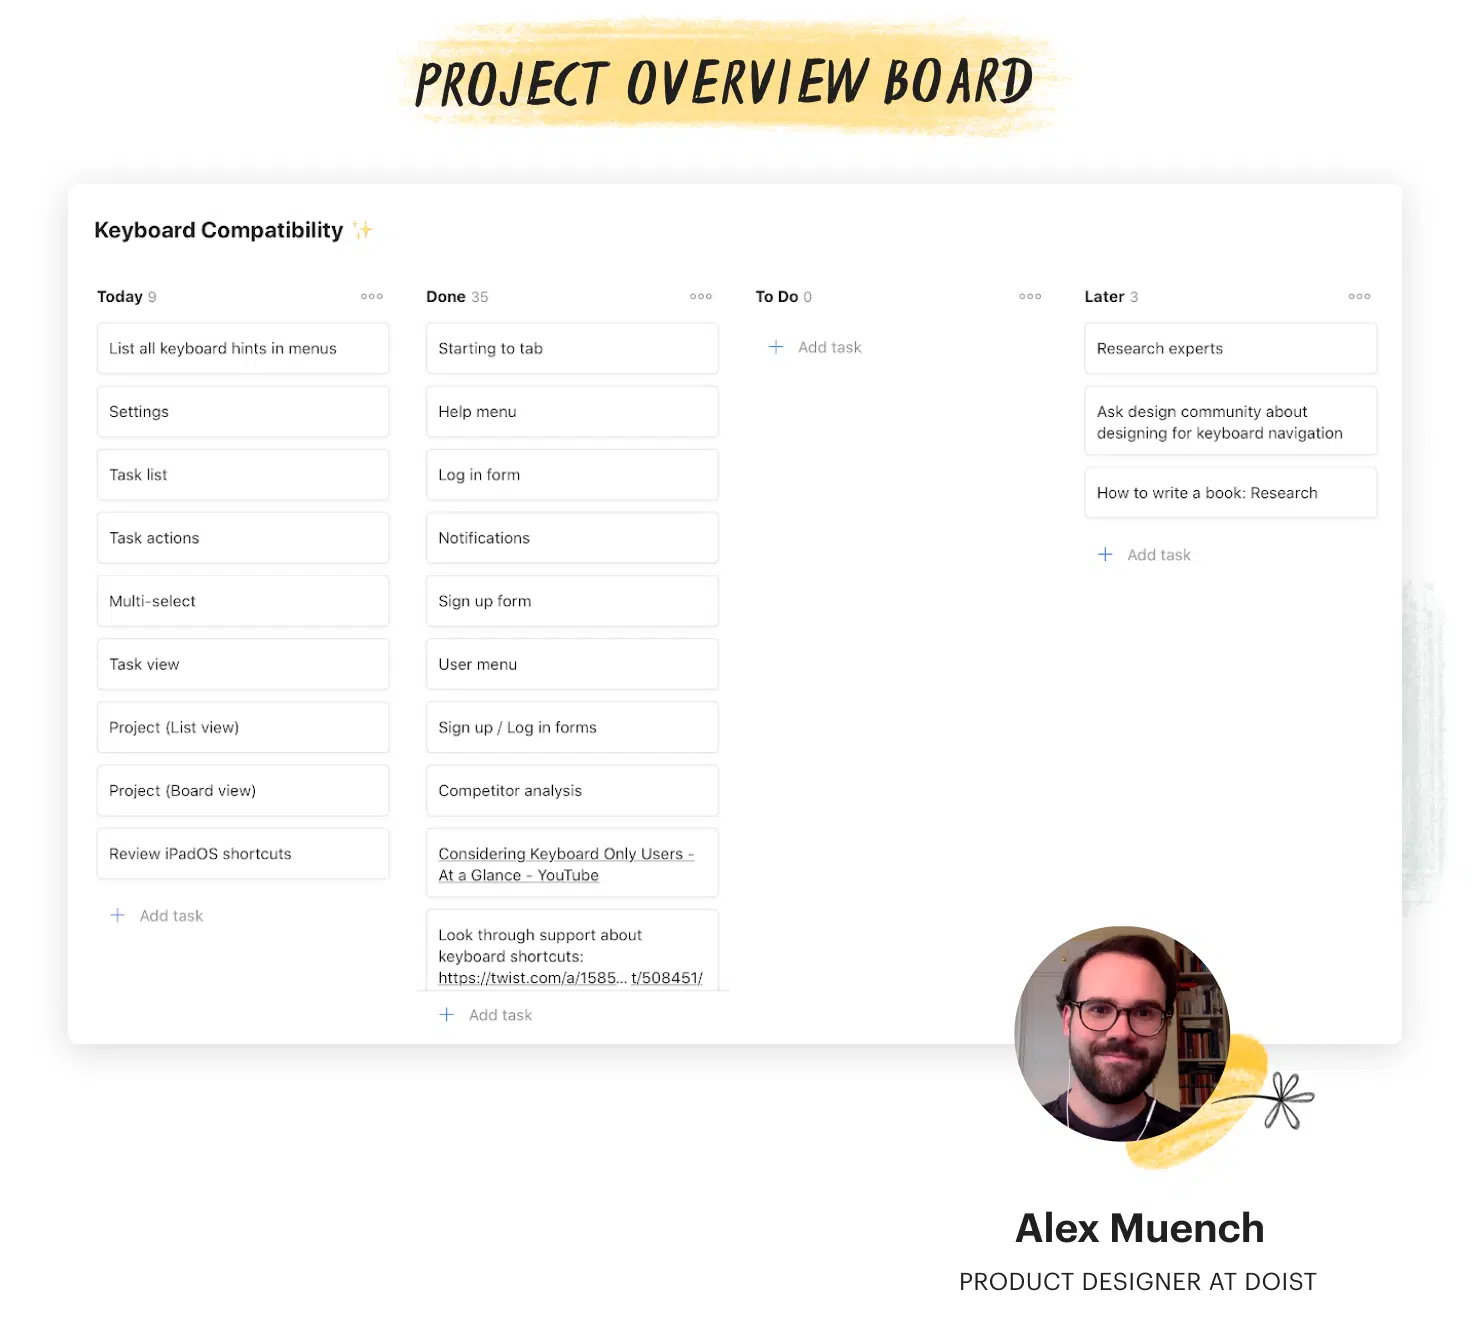 PROJECT OVERVIEW BOARD
Keyboard Compatibility ✨
Today 9
List all keyboard hints in menus
Settings
Task list
Task actions
Multi-select
Task view
Project (List view)
Project (Board view)
Review iPadOS shortcuts
+ Add task
Done 35
Starting to tab
Help menu
Log in form
Notifications
Sign up form
User menu
Sign up / Log in forms
Competitor analysis
Considering Keyboard Only Users -
At a Glance - YouTube
Look through support about
keyboard shortcuts:
https://twist.com/a/1585... t/508451/
+ Add task
To Do 0
+ Add task
Later 3
Research experts
Ask design community about
designing for keyboard navigation
How to write a book: Research
+ Add task
Alex Muench
PRODUCT DESIGNER AT DOIST